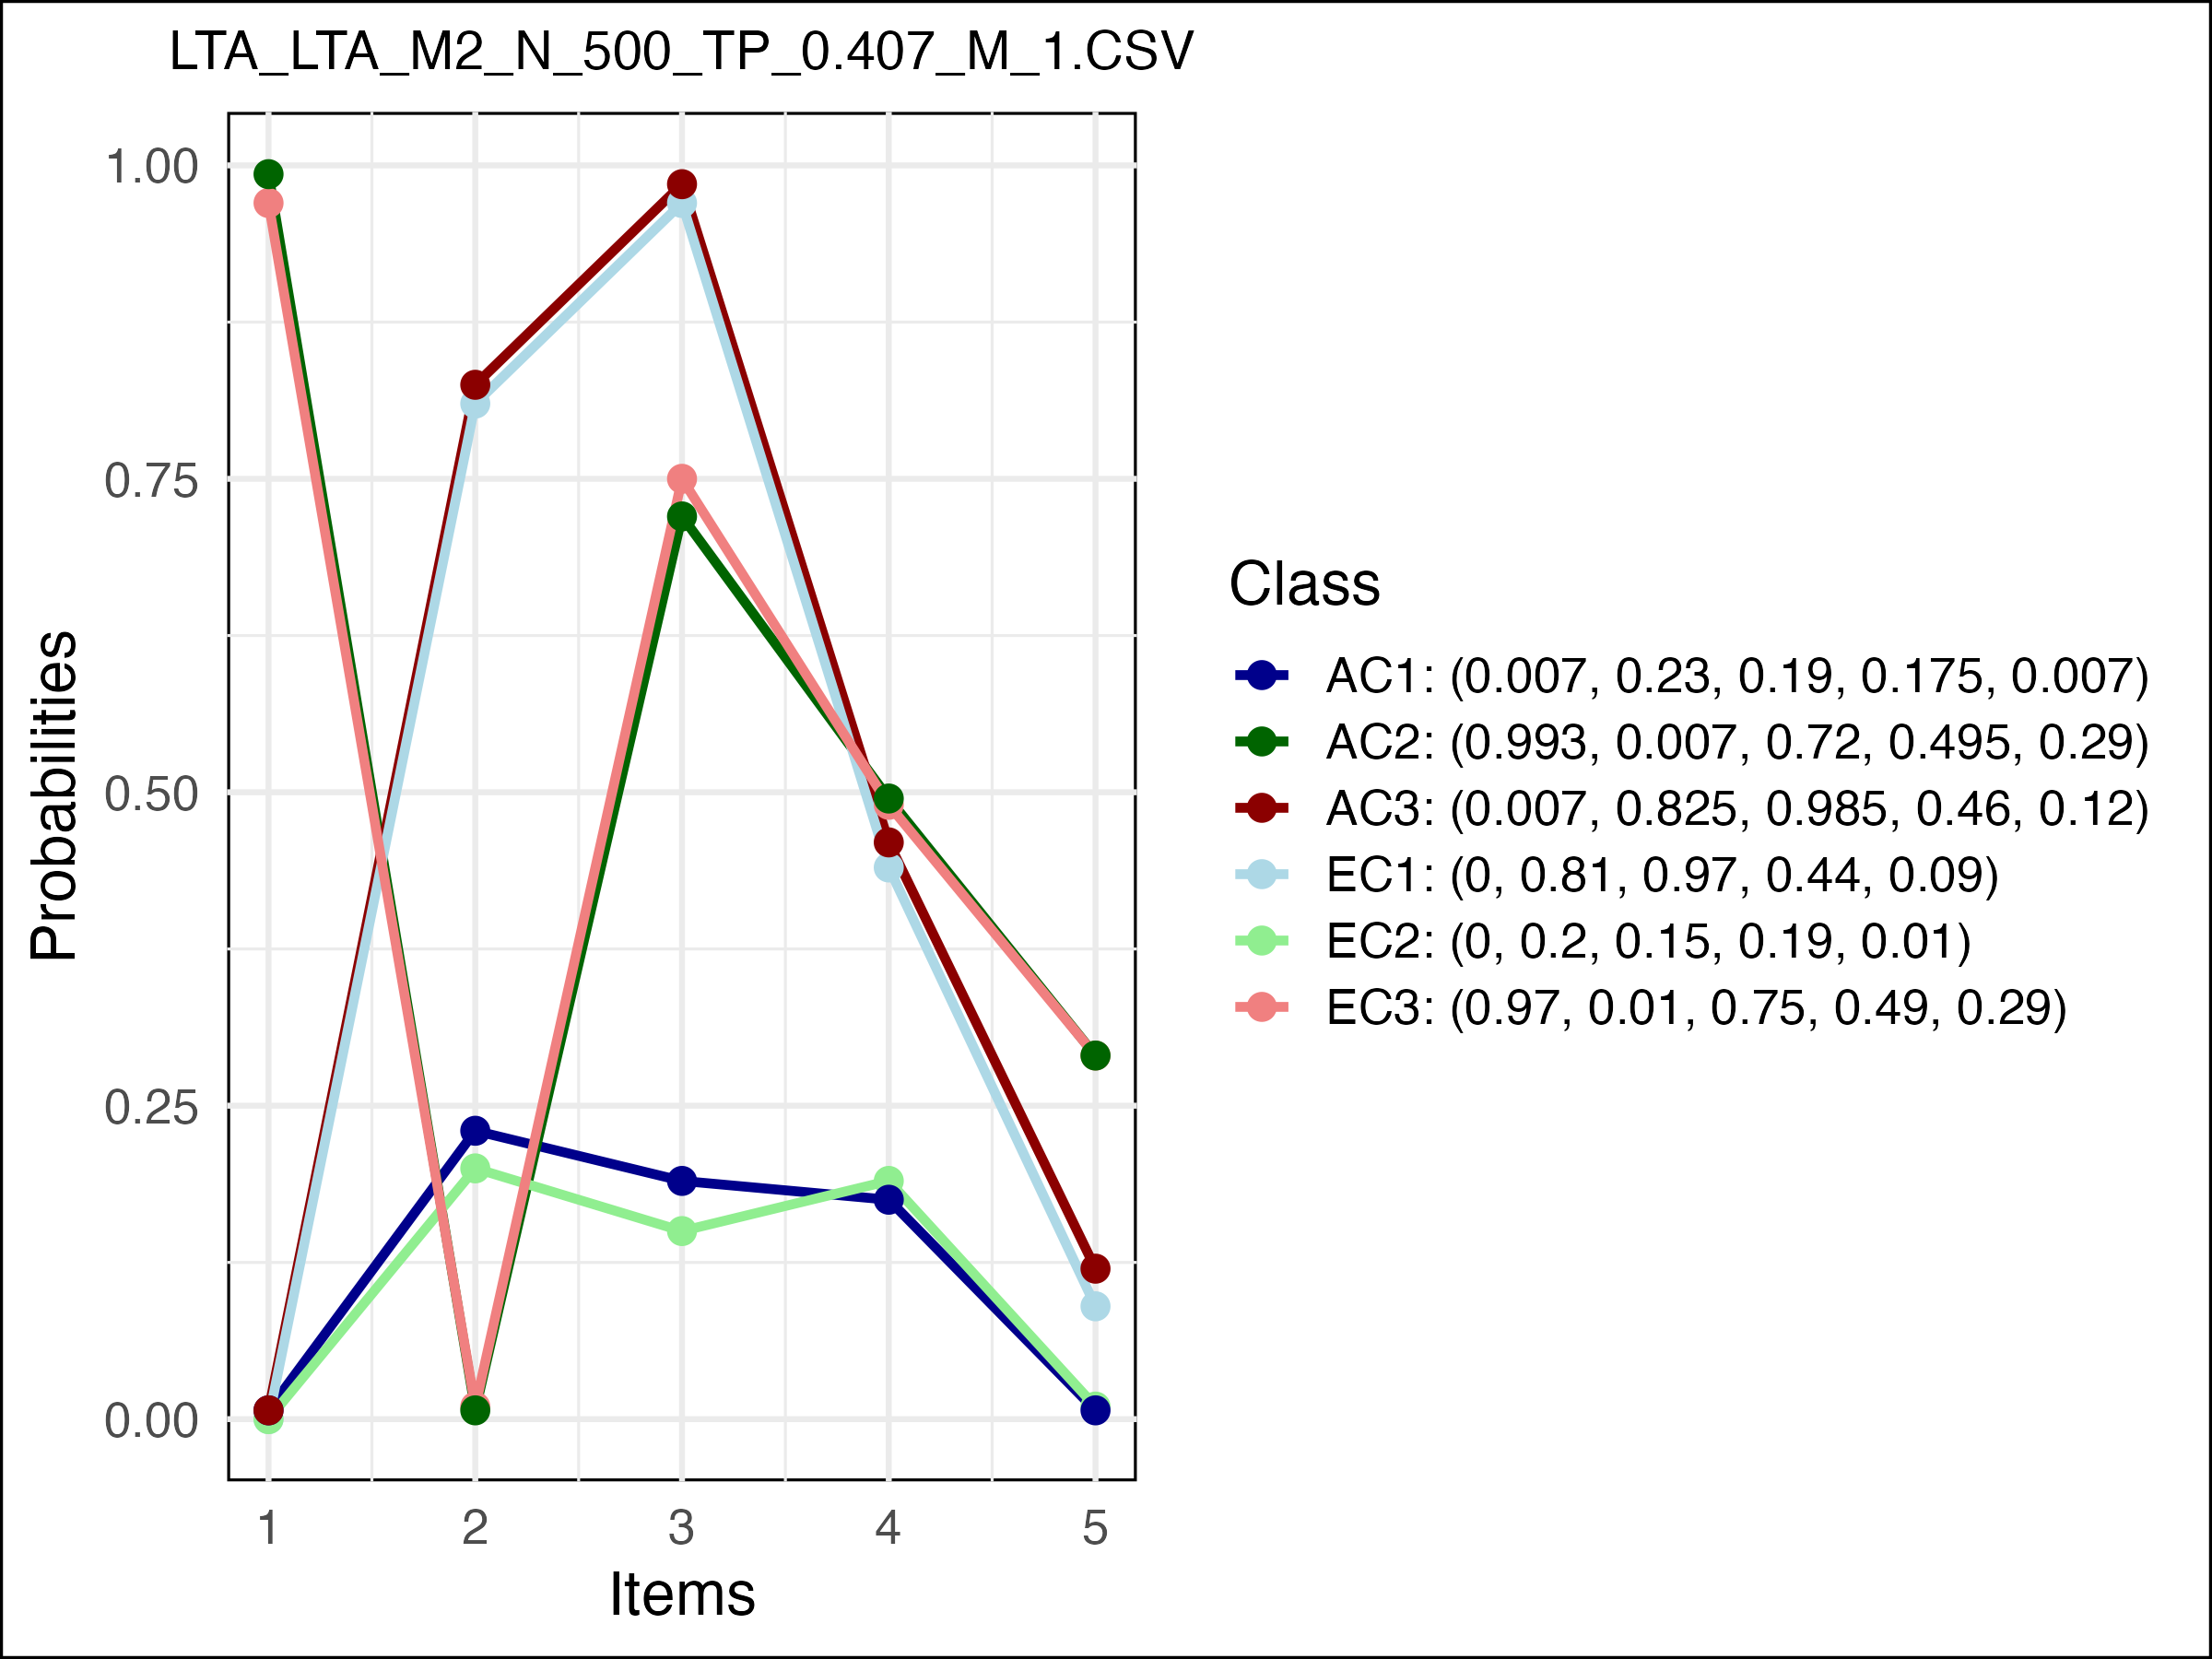 LTA_LTA_M2_N_500_TP_0.407_M_1.CSV
1.00
0.75
0.50
0.25
0.00
Probabilities
1 2 3 4 5
Items
Class
AC1: (0.007, 0.23, 0.19, 0.175, 0.007)
AC2: (0.993, 0.007, 0.72, 0.495, 0.29)
AC3: (0.007, 0.825, 0.985, 0.46, 0.12)
EC1: (0, 0.81, 0.97, 0.44, 0.09)
EC2: (0, 0.2, 0.15, 0.19, 0.01)
EC3: (0.97, 0.01, 0.75, 0.49, 0.29)